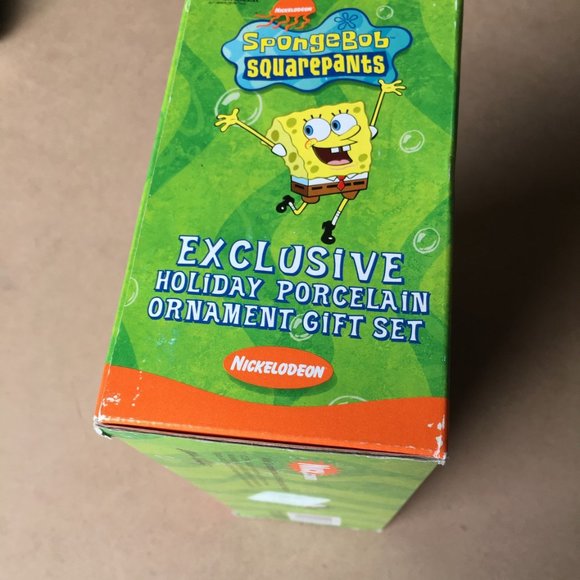 NICKELODEON
SpongeBob
SQUAREPANTS
EXCLUSIVE
HOLIDAY PORCELAIN
ORNAMENT GIFT SET
NICKELODEON